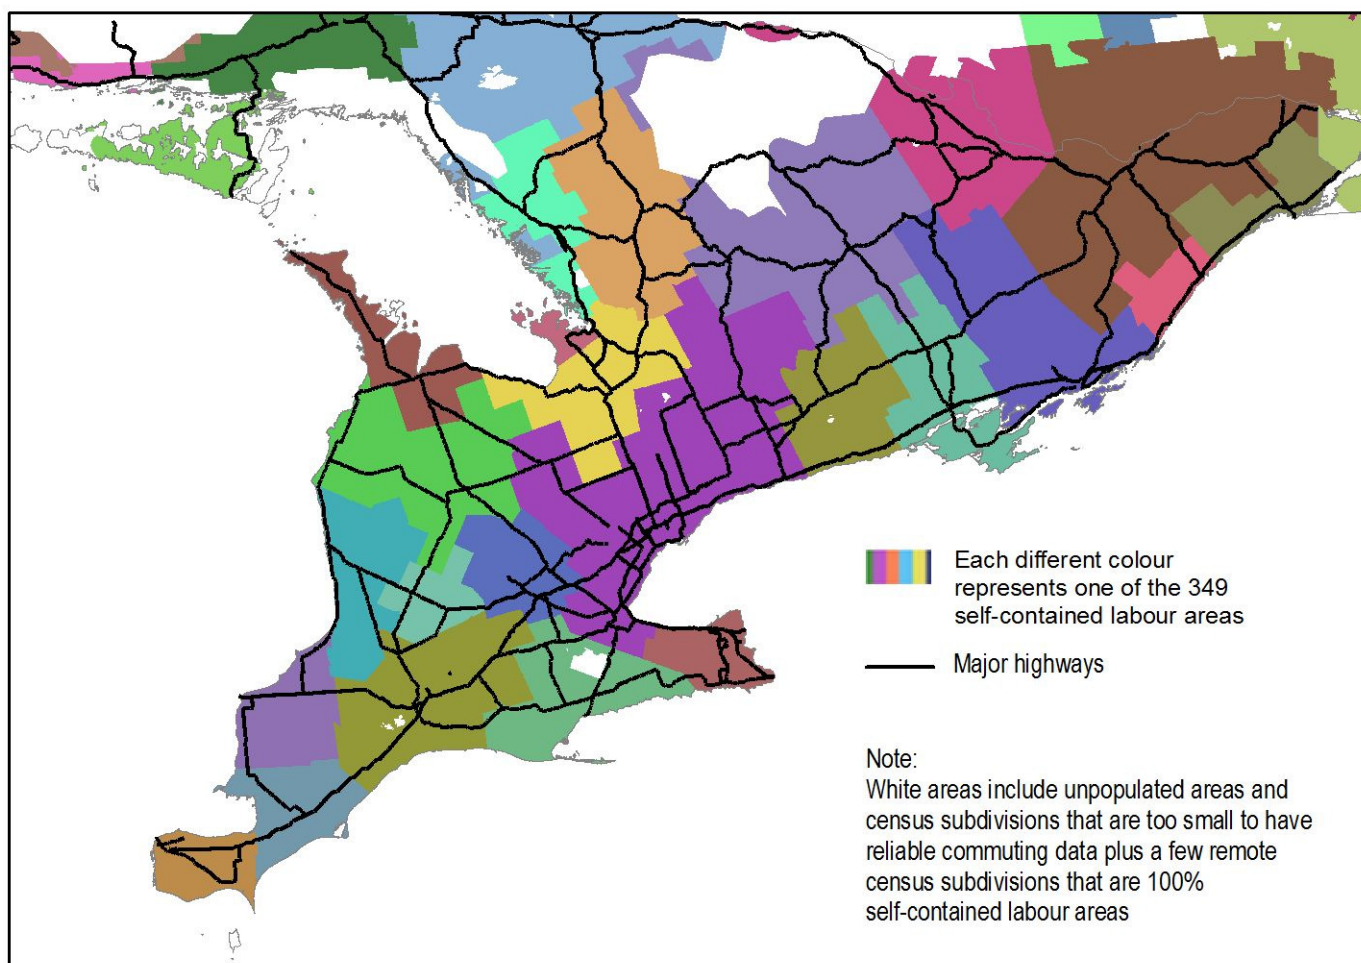 Each different colour
represents one of the 349
self-contained labour areas
Major highways
Note:
White areas include unpopulated areas and
census subdivisions that are too small to have
reliable commuting data plus a few remote
census subdivisions that are 100%
self-contained labour areas